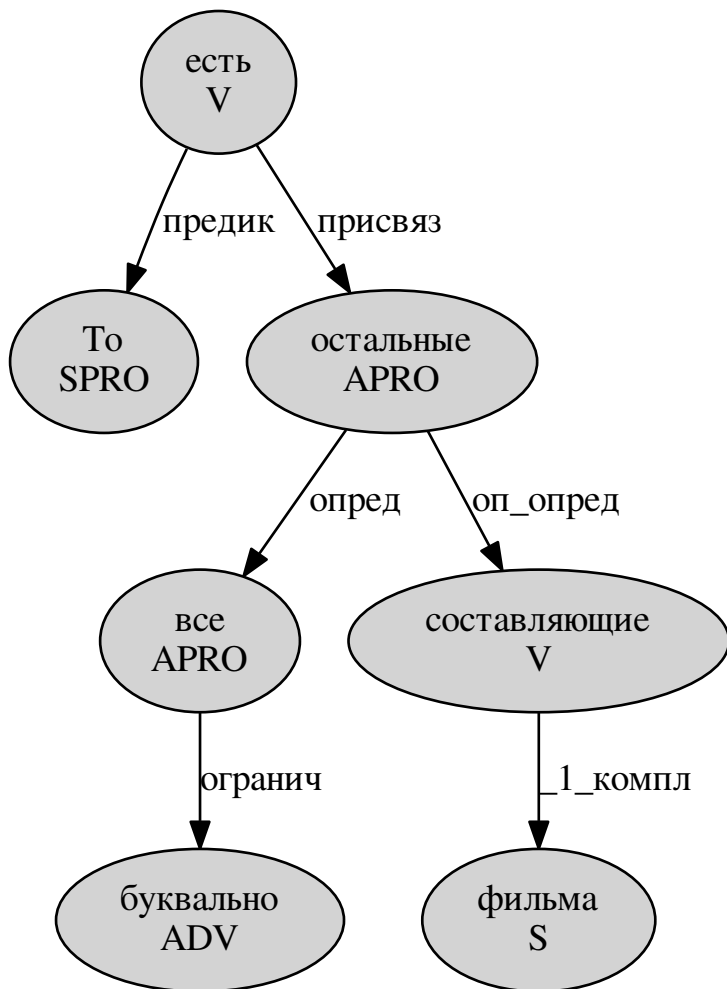 есть
V
предик
присвяз
То
SPRO
остальные
APRO
опред
оп_опред
все
APRO
составляющие
V
огранич
_1_компл
буквально
ADV
фильма
S